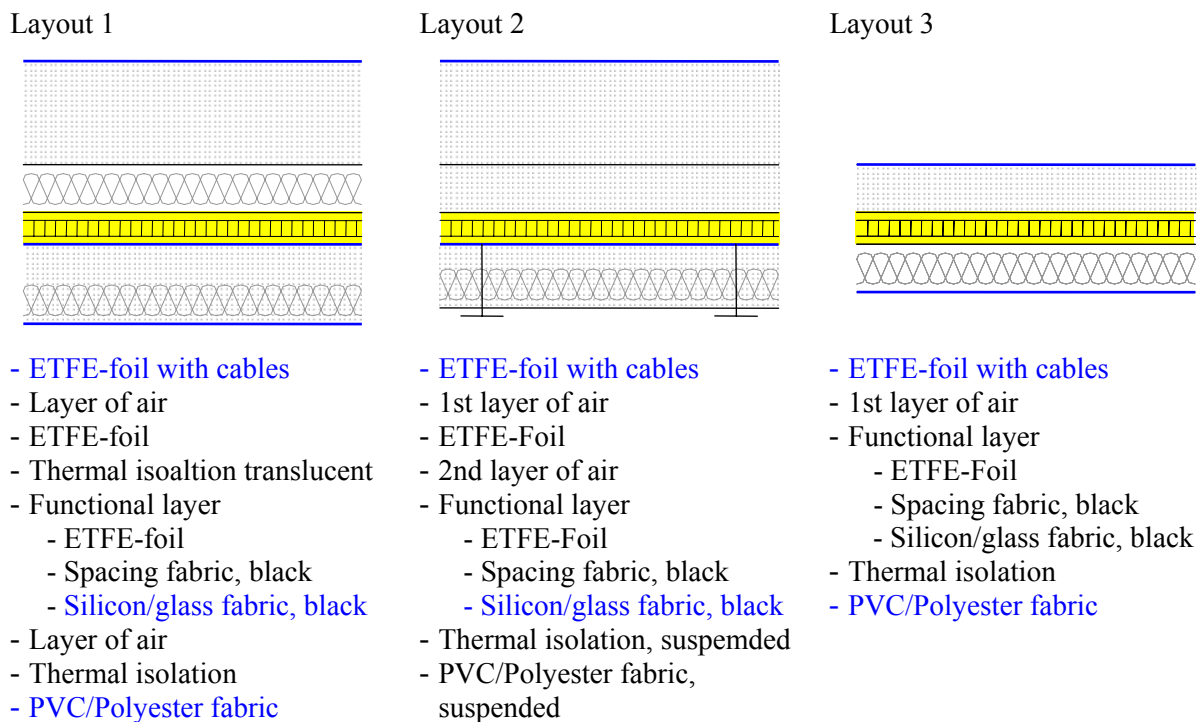 Layout 1
- ETFE-foil with cables
- Layer of air
- ETFE-foil
- Thermal isoaltion translucent
- Functional layer
- ETFE-foil
- Spacing fabric, black
- Silicon/glass fabric, black
- Layer of air
- Thermal isolation
- PVC/Polyester fabric
Layout 2
- ETFE-foil with cables
- 1st layer of air
- ETFE-Foil
- 2nd layer of air
- Functional layer
- ETFE-Foil
- Spacing fabric, black
- Silicon/glass fabric, black
- Thermal isolation, suspemded
- PVC/Polyester fabric,
suspended
Layout 3
- ETFE-foil with cables
- 1st layer of air
- Functional layer
- ETFE-Foil
- Spacing fabric, black
- Silicon/glass fabric, black
- Thermal isolation
- PVC/Polyester fabric